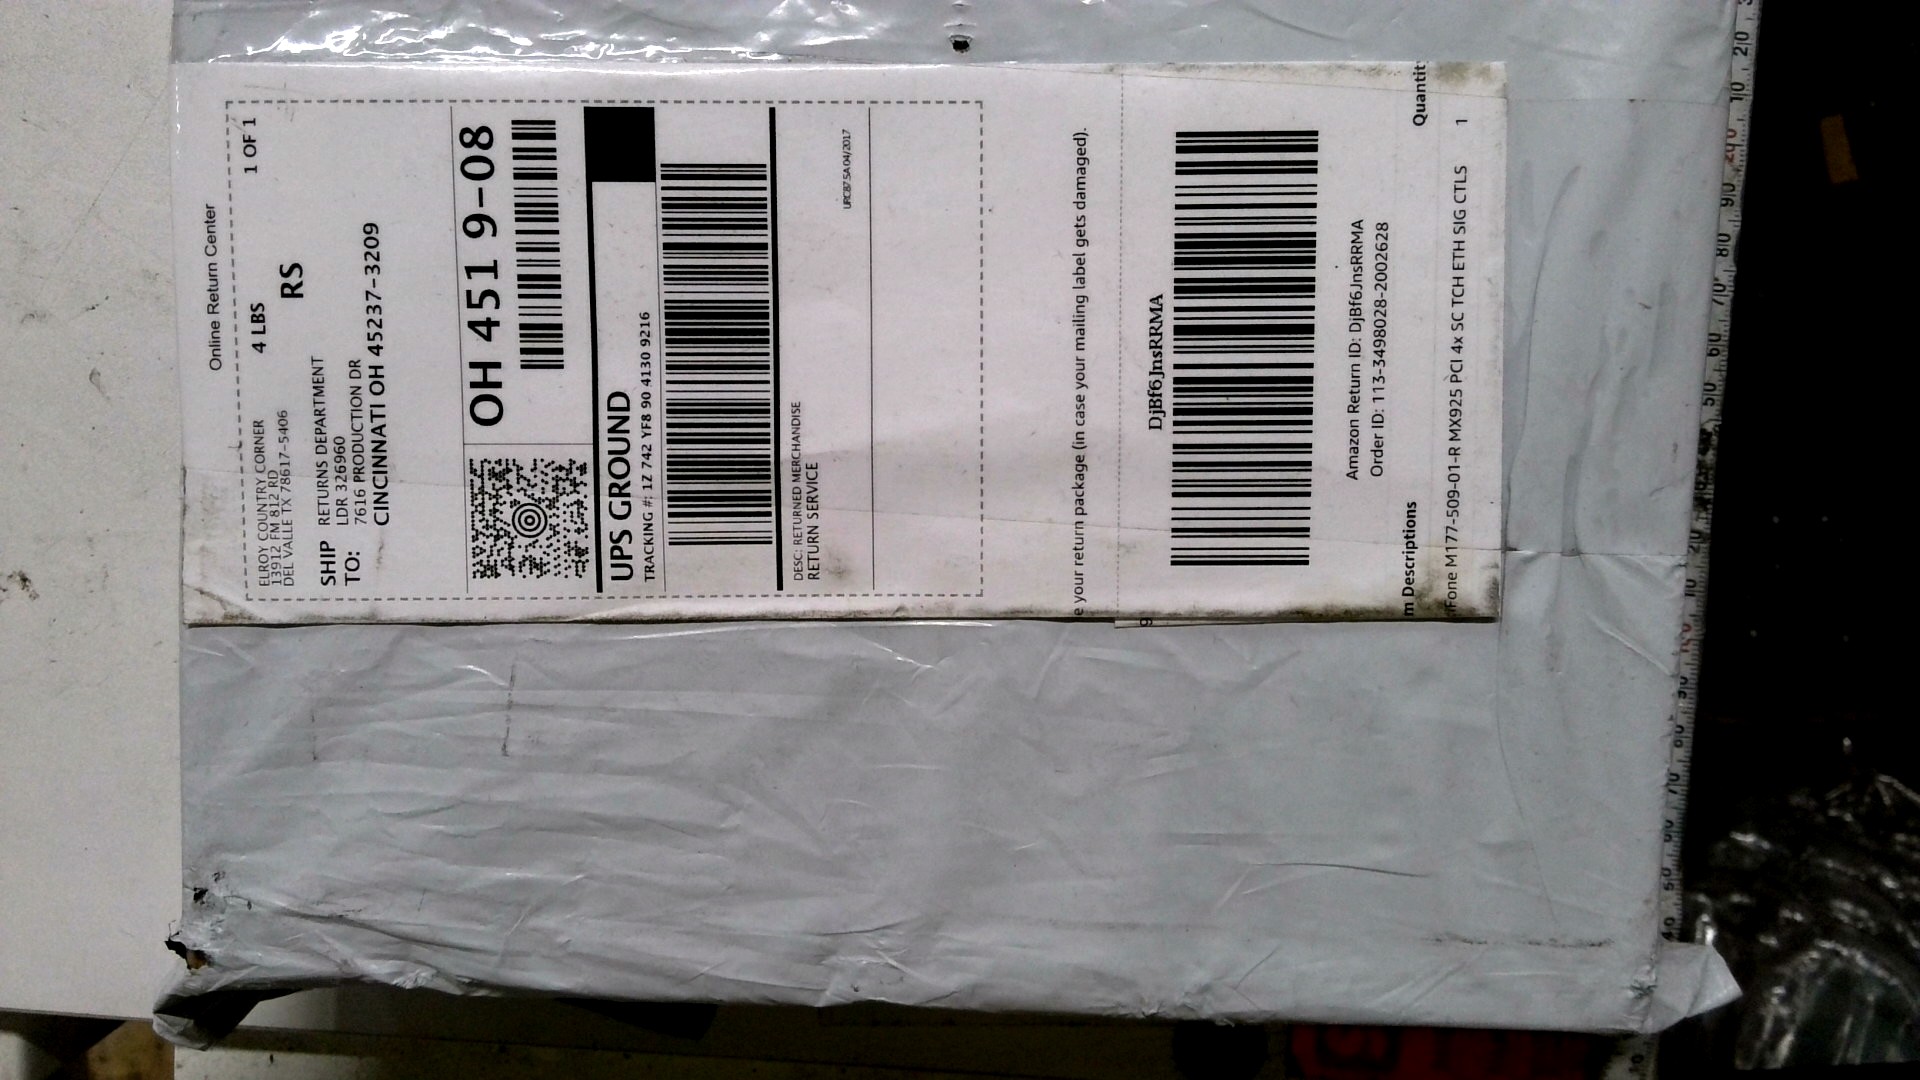 Online Return Center
ELROY COUNTRY CORNER
13912 FM 812 RD
DEL VALLE TX 78617-5406
4 LBS
1 OF 1
RS
SHIP TO:
RETURNS DEPARTMENT
LDR 326960
7616 PRODUCTION DR
CINCINNATI OH 45237-3209
OH 451 9-08
UPS GROUND
TRACKING #: 1Z 742 YF8 90 4130 9216
DESC: RETURNED MERCHANDISE
RETURN SERVICE
e your return package (in case your mailing label gets damaged).
DjBf6JnsRRMA
Amazon Return ID: DjBf6JnsRRMA
Order ID: 113-3498028-2002628
m Descriptions
Quantit
iFone M177-509-01-R MX925 PCI 4x SC TCH ETH SIG CTLS 1